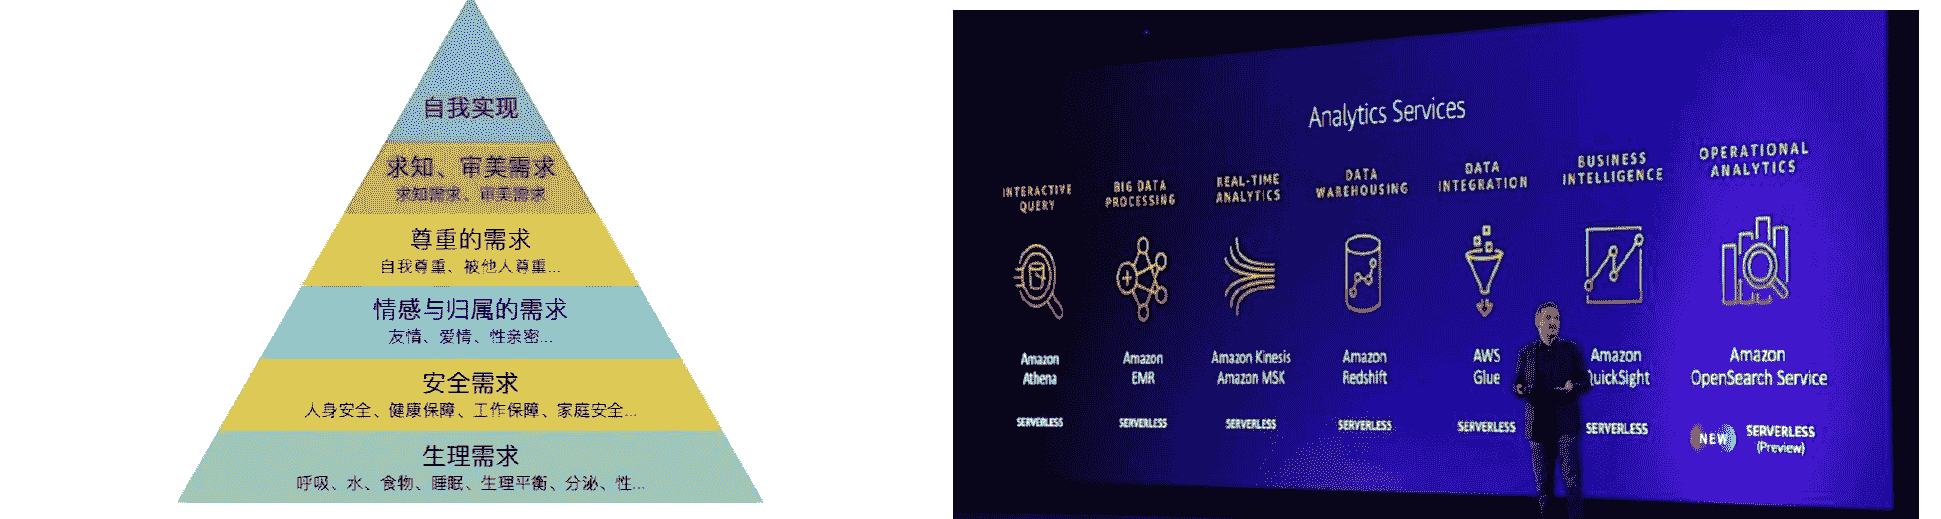 自我实现
求知、审美需求
求知需求、审美需求
尊重的需求
自我尊重、被他人尊重...
情感与归属的需求
友情、爱情、性亲密...
安全需求
人身安全、健康保障、工作保障、家庭安全...
生理需求
呼吸、水、食物、睡眠、生理平衡、分泌、性...
Analytics Services
INTERACTIVE
QUERY
Amazon
Athena
SERVERLESS
BIG DATA
PROCESSING
Amazon
EMR
SERVERLESS
REAL-TIME
ANALYTICS
Amazon Kinesis
Amazon MSK
SERVERLESS
DATA
WAREHOUSING
Amazon
Redshift
SERVERLESS
DATA
INTEGRATION
AWS
Glue
SERVERLESS
BUSINESS
INTELLIGENCE
Amazon
QuickSight
SERVERLESS
OPERATIONAL
ANALYTICS
Amazon
OpenSearch Service
NEW
SERVERLESS
(Preview)